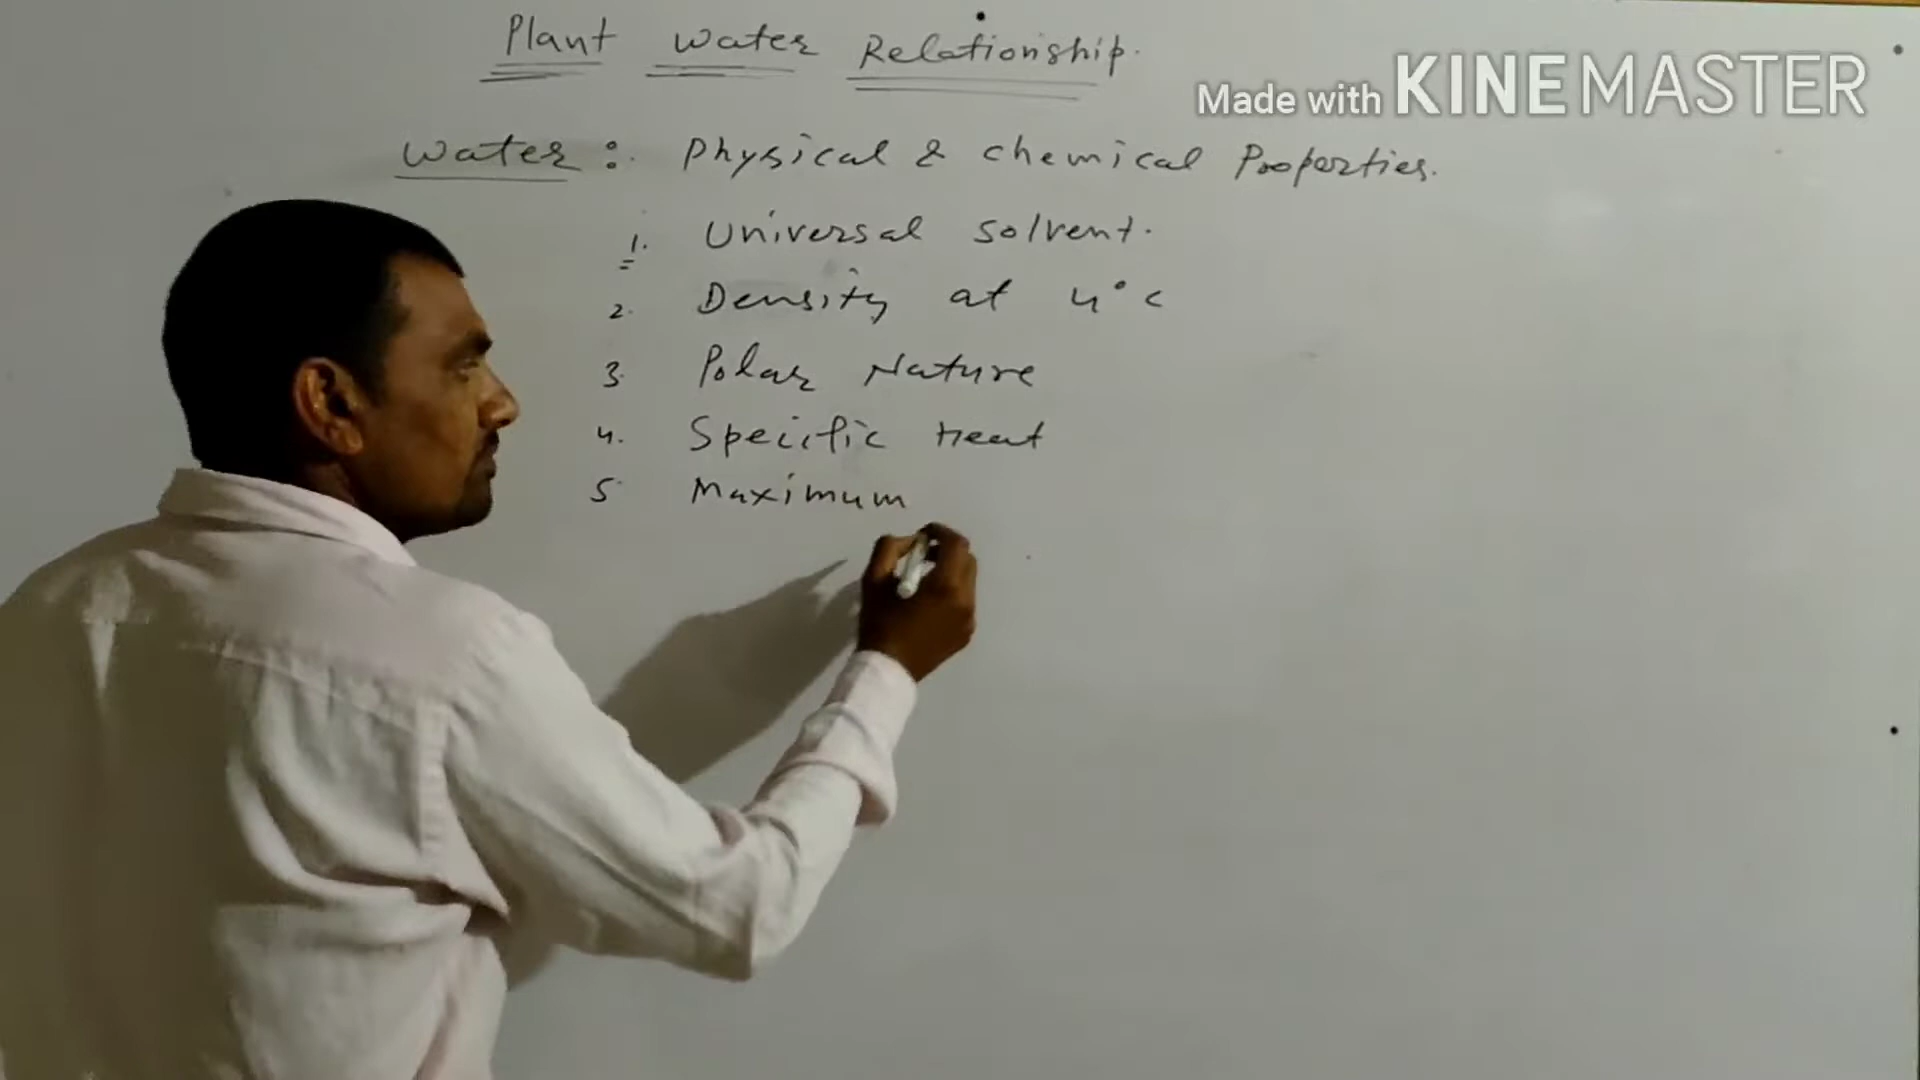 Plant Water Relationship.
Made with KINEMASTER
Water :. Physical & chemical Properties.
1. Universal solvent.
2. Density at 4°C
3. Polar Nature
4. Specific Heat
5. Maximum